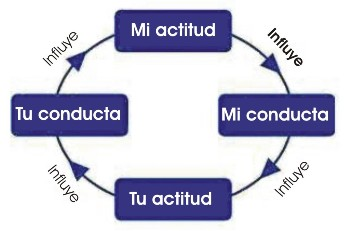 Mi actitud
Influye
Mi conducta
Influye
Tu actitud
Influye
Tu conducta
Influye